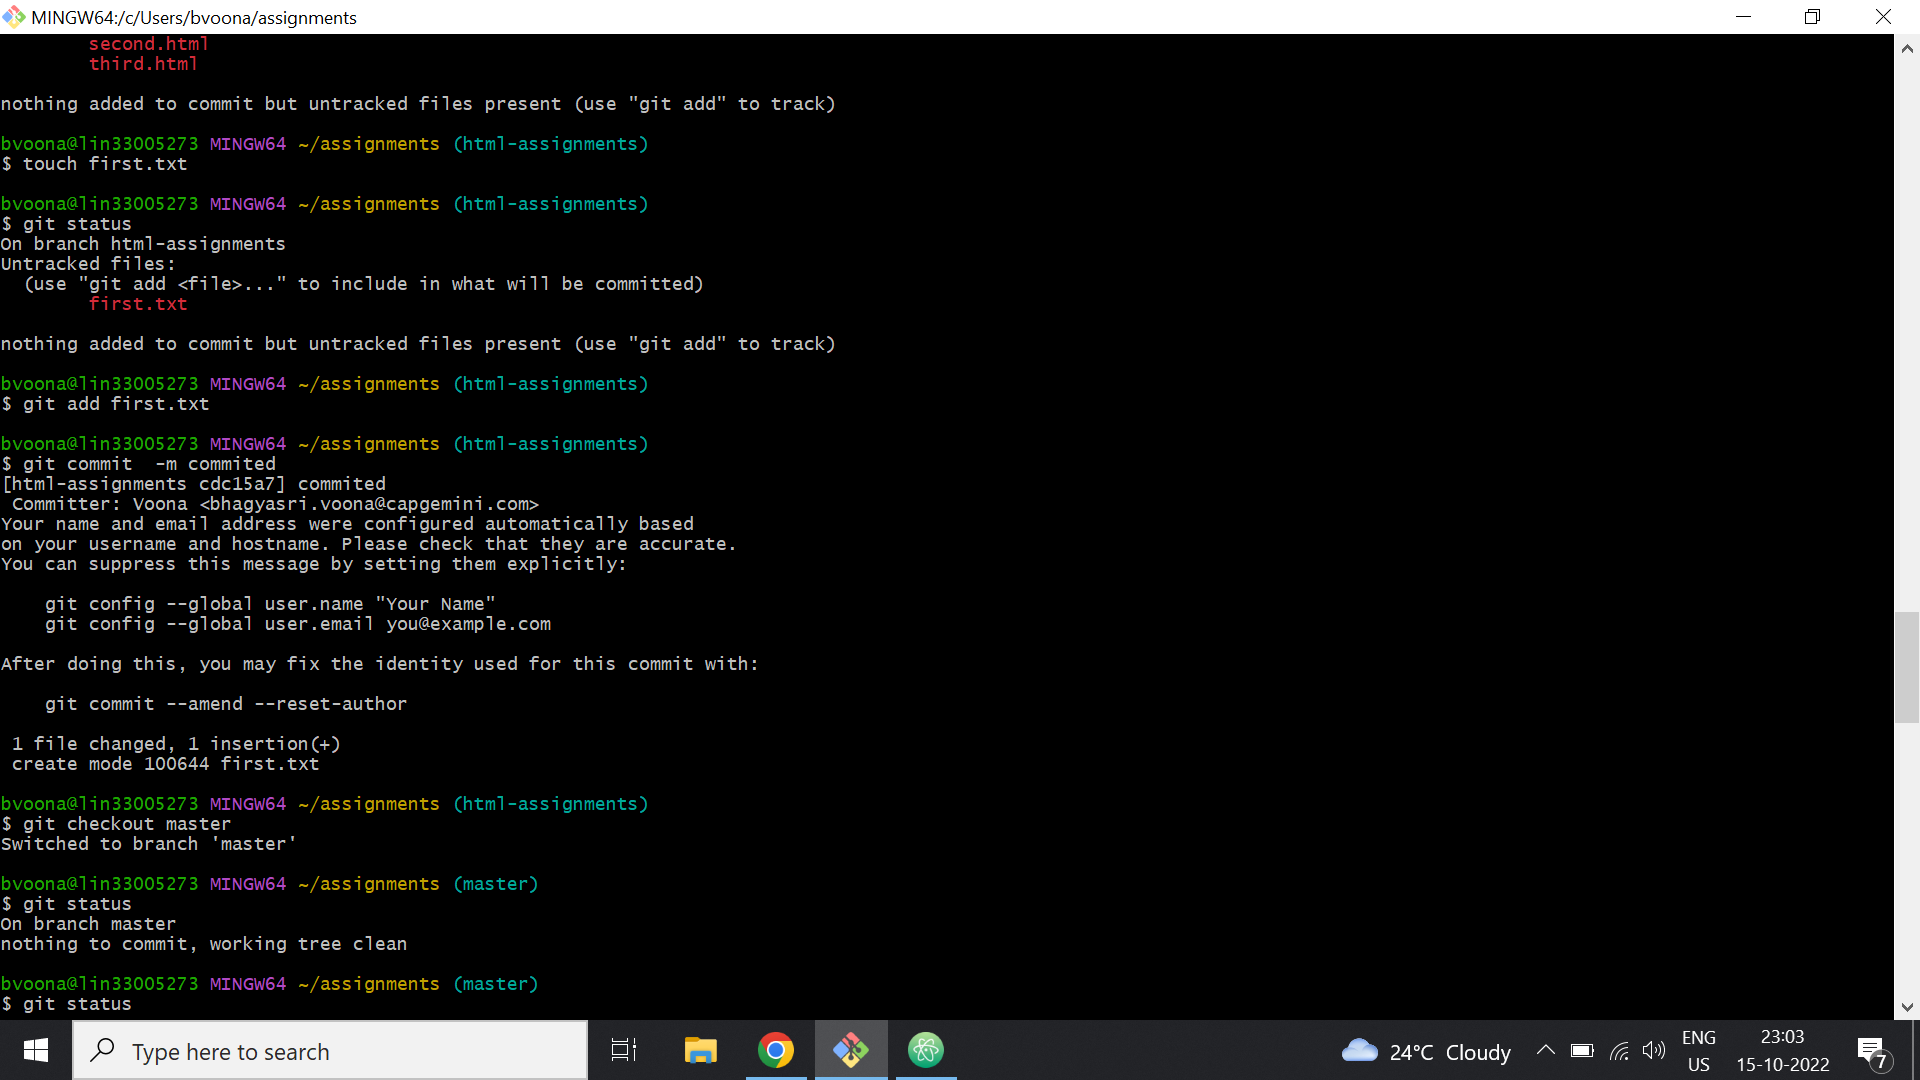 MINGW64:/c/Users/bvoona/assignments
second.html
third.html
nothing added to commit but untracked files present (use "git add" to track)
bvoona@lin33005273 MINGW64 ~/assignments (html-assignments)
$ touch first.txt
bvoona@lin33005273 MINGW64 ~/assignments (html-assignments)
$ git status
On branch html-assignments
Untracked files:
  (use "git add <file>..." to include in what will be committed)
first.txt
nothing added to commit but untracked files present (use "git add" to track)
bvoona@lin33005273 MINGW64 ~/assignments (html-assignments)
$ git add first.txt
bvoona@lin33005273 MINGW64 ~/assignments (html-assignments)
$ git commit  -m commited
[html-assignments cdc15a7] commited
 Committer: Voona <bhagyasri.voona@capgemini.com>
Your name and email address were configured automatically based
on your username and hostname. Please check that they are accurate.
You can suppress this message by setting them explicitly:
    git config --global user.name "Your Name"
    git config --global user.email you@example.com
After doing this, you may fix the identity used for this commit with:
    git commit --amend --reset-author
 1 file changed, 1 insertion(+)
 create mode 100644 first.txt
bvoona@lin33005273 MINGW64 ~/assignments (html-assignments)
$ git checkout master
Switched to branch 'master'
bvoona@lin33005273 MINGW64 ~/assignments (master)
$ git status
On branch master
nothing to commit, working tree clean
bvoona@lin33005273 MINGW64 ~/assignments (master)
$ git status
Type here to search
24°C Cloudy
ENG
US
23:03
15-10-2022
7